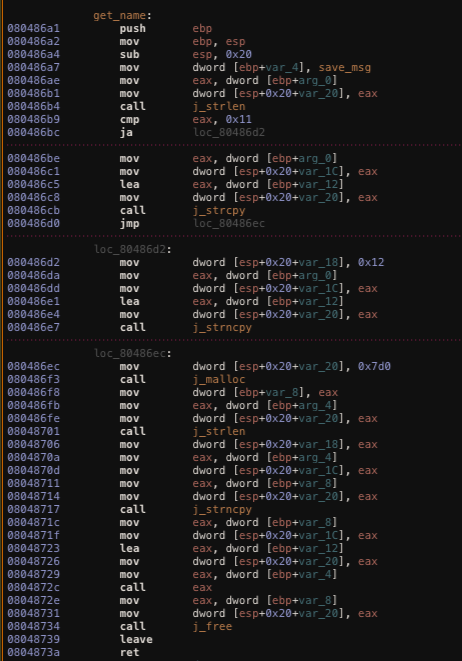 get_name:
080486a1 push ebp
080486a2 mov ebp, esp
080486a4 sub esp, 0x20
080486a7 mov dword [ebp+var_4], save_msg
080486ae mov eax, dword [ebp+arg_0]
080486b1 mov dword [esp+0x20+var_20], eax
080486b4 call j_strlen
080486b9 cmp eax, 0x11
080486bc ja loc_80486d2
080486be mov eax, dword [ebp+arg_0]
080486c1 mov dword [esp+0x20+var_1C], eax
080486c5 lea eax, dword [ebp+var_12]
080486c8 mov dword [esp+0x20+var_20], eax
080486cb call j_strcpy
080486d0 jmp loc_80486ec
loc_80486d2:
080486d2 mov dword [esp+0x20+var_18], 0x12
080486da mov eax, dword [ebp+arg_0]
080486dd mov dword [esp+0x20+var_1C], eax
080486e1 lea eax, dword [ebp+var_12]
080486e4 mov dword [esp+0x20+var_20], eax
080486e7 call j_strncpy
loc_80486ec:
080486ec mov dword [esp+0x20+var_20], 0x7d0
080486f3 call j_malloc
080486f8 mov dword [ebp+var_8], eax
080486fb mov eax, dword [ebp+arg_4]
080486fe mov dword [esp+0x20+var_20], eax
08048701 call j_strlen
08048706 mov dword [esp+0x20+var_18], eax
0804870a mov eax, dword [ebp+arg_4]
0804870d mov dword [esp+0x20+var_1C], eax
08048711 mov eax, dword [ebp+var_8]
08048714 mov dword [esp+0x20+var_20], eax
08048717 call j_strncpy
0804871c mov eax, dword [ebp+var_8]
0804871f mov dword [esp+0x20+var_1C], eax
08048723 lea eax, dword [ebp+var_12]
08048726 mov dword [esp+0x20+var_20], eax
08048729 mov eax, dword [ebp+var_4]
0804872c call eax
0804872e mov eax, dword [ebp+var_8]
08048731 mov dword [esp+0x20+var_20], eax
08048734 call j_free
08048739 leave
0804873a ret